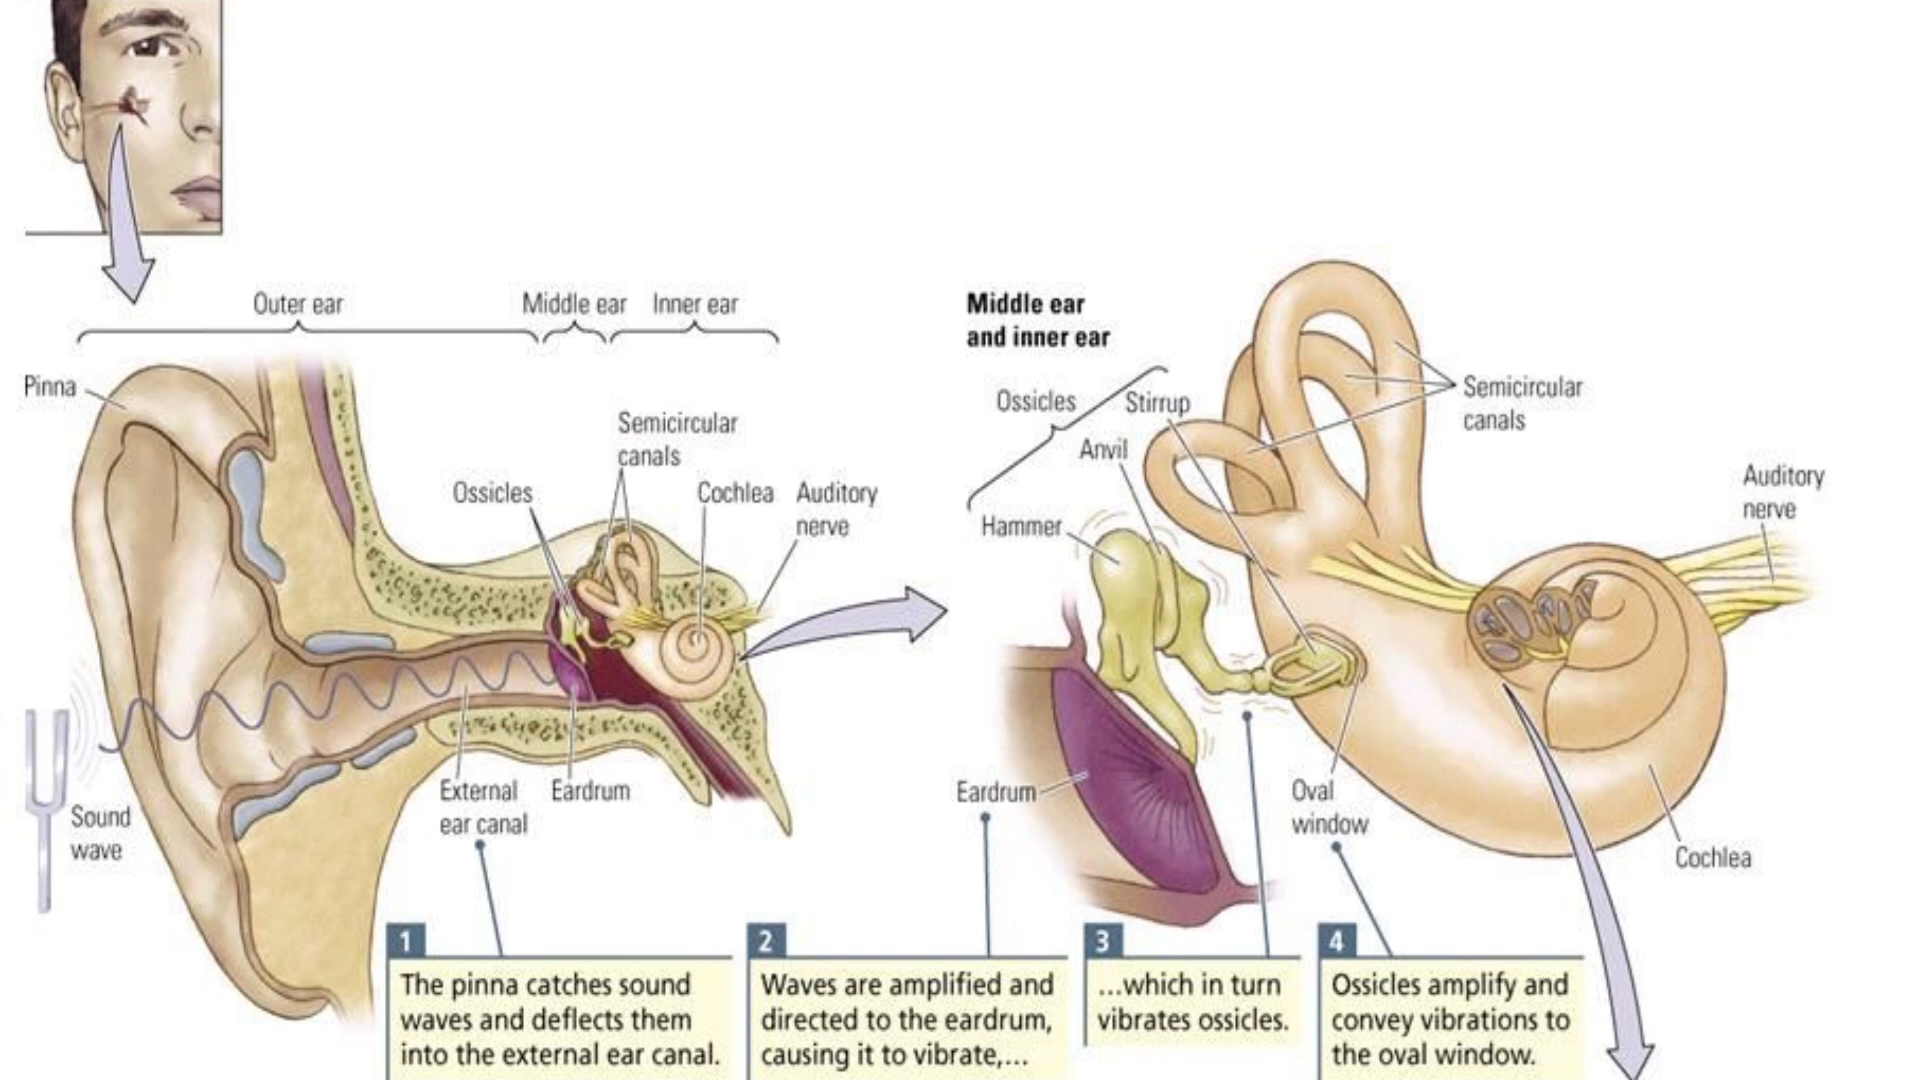 Outer ear
Middle ear
Inner ear
Pinna
Semicircular
canals
Ossicles
Cochlea
Auditory
nerve
External
ear canal
Eardrum
Sound
wave
Middle ear
and inner ear
Ossicles
Stirrup
Anvil
Hammer
Semicircular
canals
Auditory
nerve
Eardrum
Oval
window
Cochlea
1
The pinna catches sound
waves and deflects them
into the external ear canal.
2
Waves are amplified and
directed to the eardrum,
causing it to vibrate,...
3
...which in turn
vibrates ossicles.
4
Ossicles amplify and
convey vibrations to
the oval window.